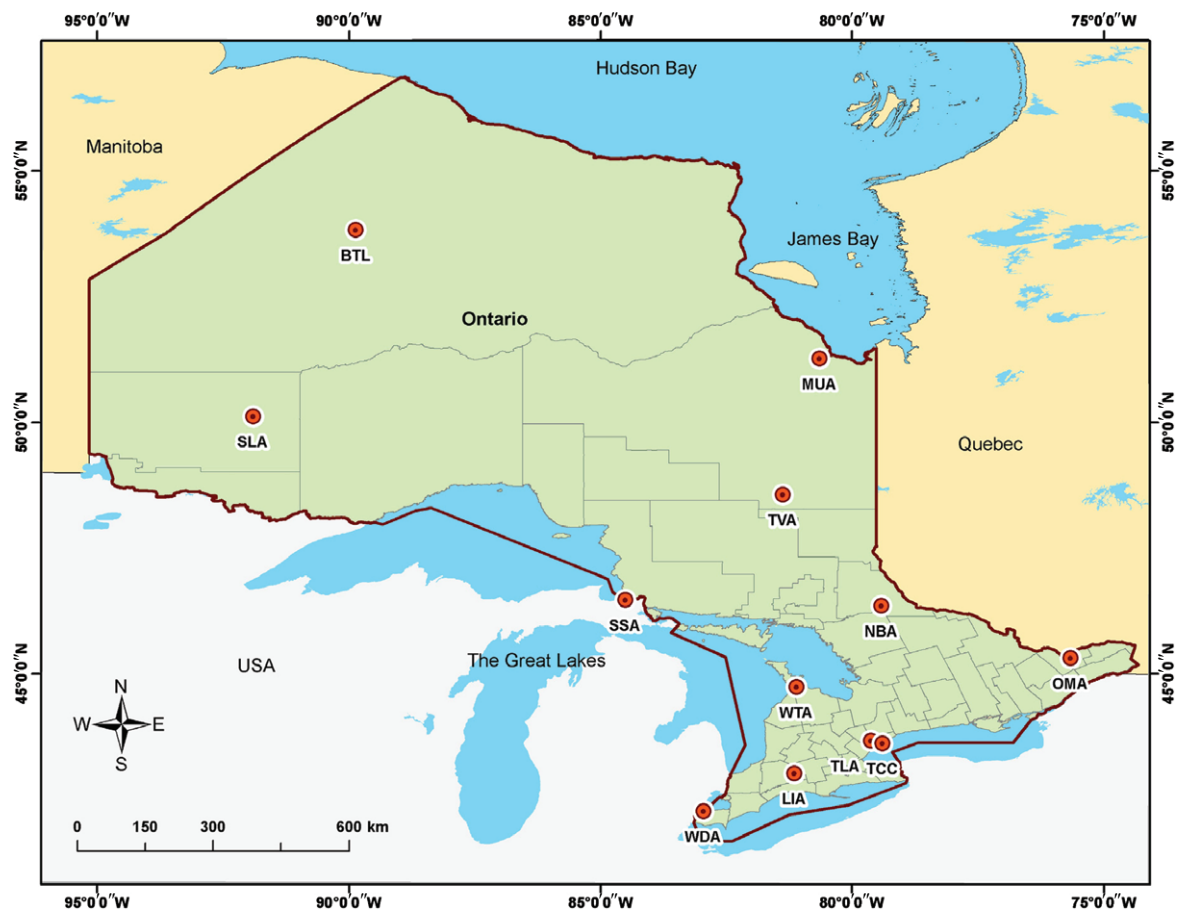 95°0'0"W 90°0'0"W 85°0'0"W 80°0'0"W 75°0'0"W
Hudson Bay
Manitoba
55°0'0"N 55°0'0"N
BTL
James Bay
Ontario
MUA
50°0'0"N 50°0'0"N
SLA
Quebec
TVA
SSA
NBA
USA
The Great Lakes
45°0'0"N 45°0'0"N
OMA
N
WTA
W E
S
TLA TCC
LIA
WDA
0 150 300 600 km
95°0'0"W 90°0'0"W 85°0'0"W 80°0'0"W 75°0'0"W